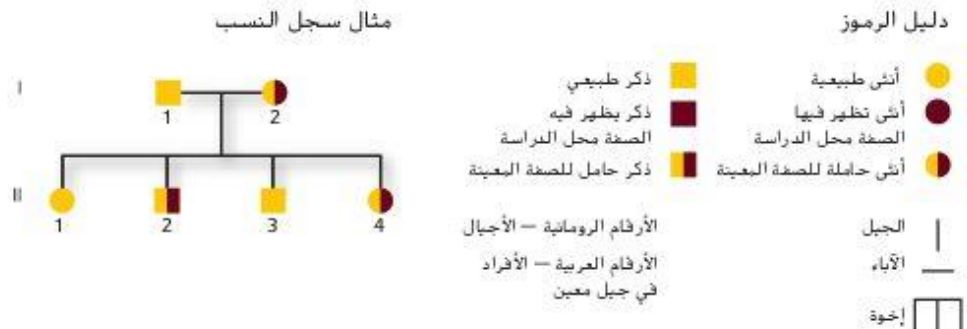 دليل الرموز
أنثى طبيعية
أنثى تظهر فيها
الصفة محل الدراسة
أنثى حاملة للصفة المعينة
الجيل
الآباء
إخوة
ذكر طبيعي
ذكر يظهر فيه
الصفة محل الدراسة
ذكر حامل للصفة المعينة
الأرقام الرومانية — الأجيال
الأرقام العربية — الأفراد
في جيل معين
مثال سجل النسب
I
1 2
II
1 2 3 4